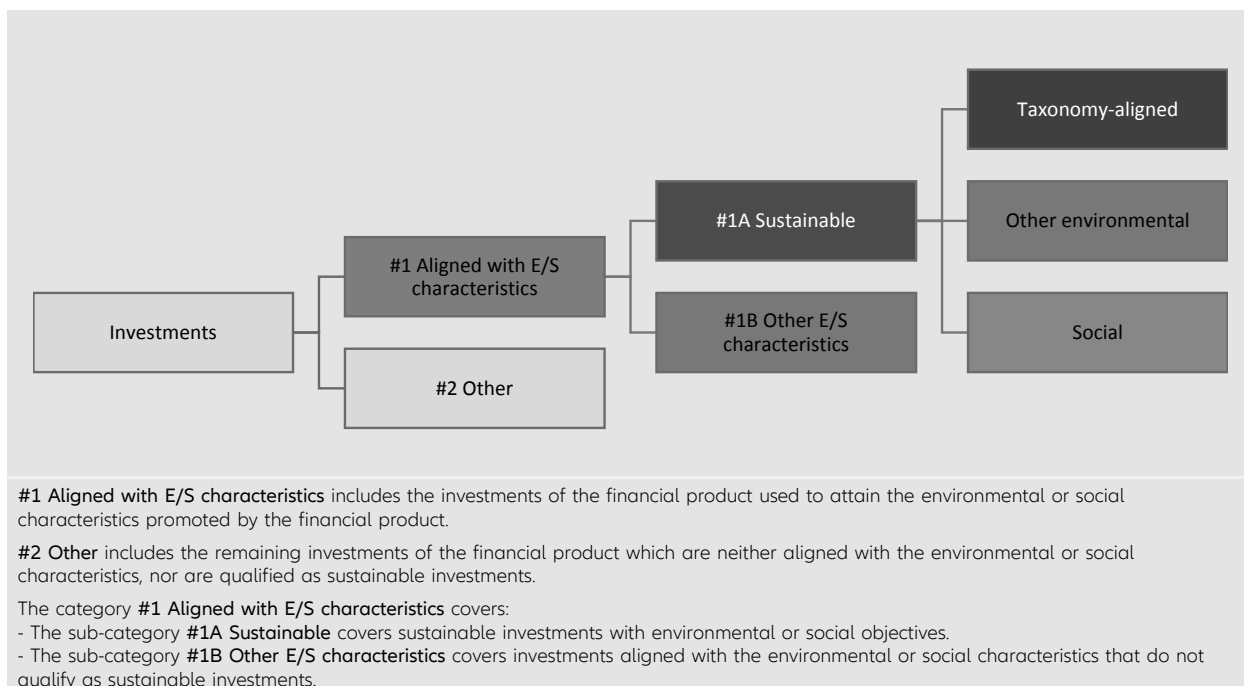 Taxonomy-aligned
#1A Sustainable
Other environmental
#1 Aligned with E/S
characteristics
#1B Other E/S
characteristics
Social
Investments
#2 Other
#1 Aligned with E/S characteristics includes the investments of the financial product used to attain the environmental or social
characteristics promoted by the financial product.
#2 Other includes the remaining investments of the financial product which are neither aligned with the environmental or social
characteristics, nor are qualified as sustainable investments.
The category #1 Aligned with E/S characteristics covers:
- The sub-category #1A Sustainable covers sustainable investments with environmental or social objectives.
- The sub-category #1B Other E/S characteristics covers investments aligned with the environmental or social characteristics that do not
qualify as sustainable investments.